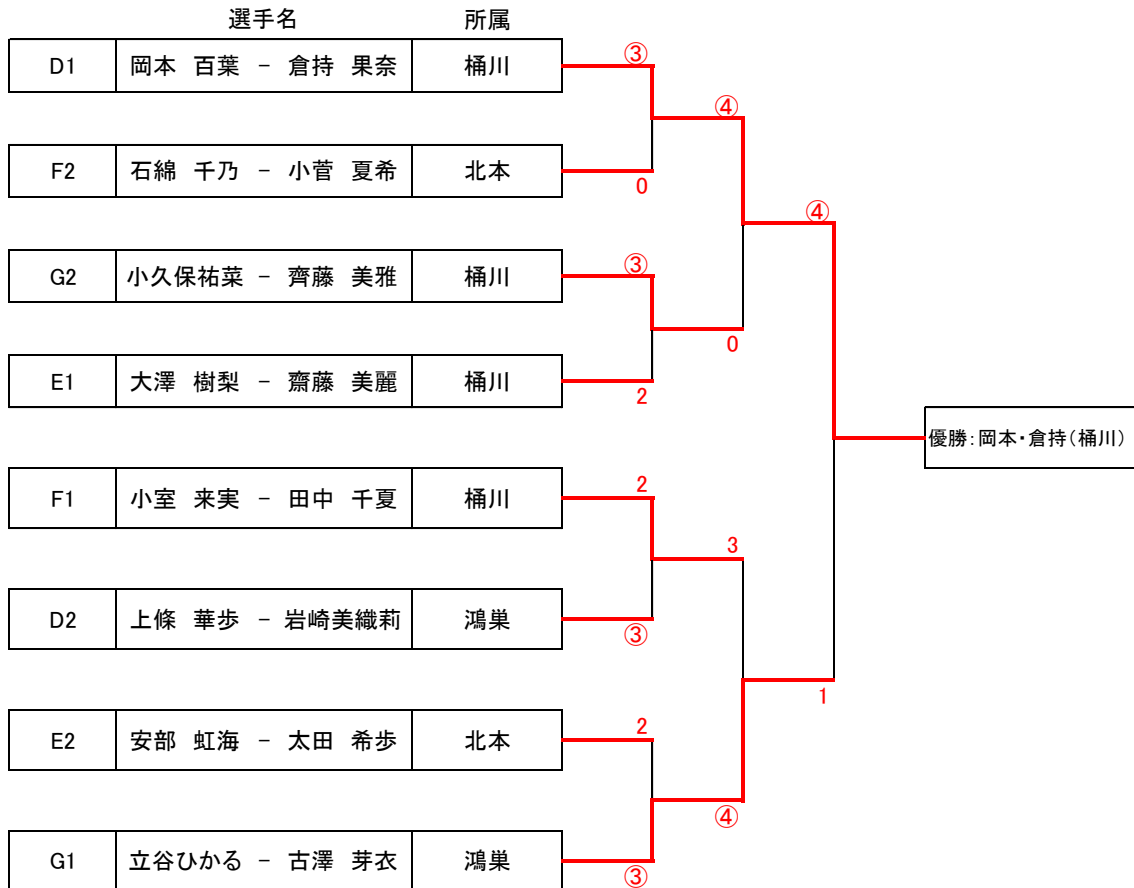 選手名 所属
D1 岡本 百葉 － 倉持 果奈 桶川
③
④
F2 石綿 千乃 － 小菅 夏希 北本
0
④
G2 小久保祐菜 － 齊藤 美雅 桶川
③
0
E1 大澤 樹梨 － 齋藤 美麗 桶川
2
優勝：岡本・倉持（桶川）
F1 小室 来実 － 田中 千夏 桶川
2
3
D2 上條 華歩 － 岩崎美織莉 鴻巣
③
1
E2 安部 虹海 － 太田 希歩 北本
2
④
G1 立谷ひかる － 古澤 芽衣 鴻巣
③